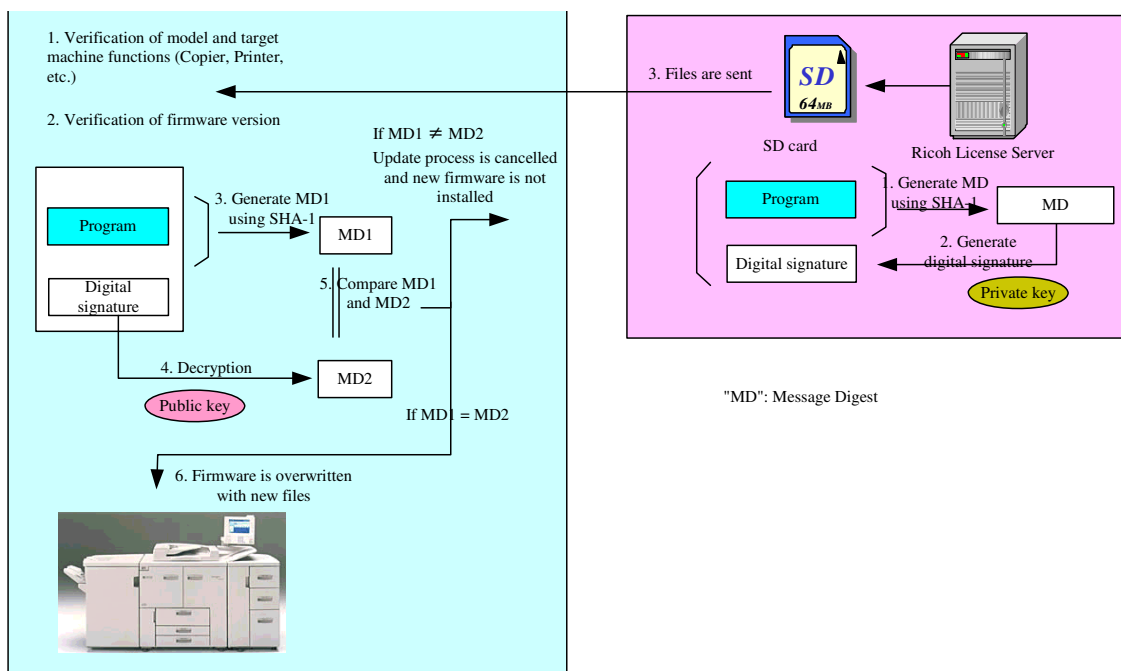 1. Verification of model and target
machine functions (Copier, Printer,
etc.)
2. Verification of firmware version
Program
Digital
signature
3. Generate MD1
using SHA-1
MD1
If MD1 ≠ MD2
Update process is cancelled
and new firmware is not
installed
5. Compare MD1
and MD2
4. Decryption
Public key
MD2
If MD1 = MD2
6. Firmware is overwritten
with new files
3. Files are sent
SD
64MB
SD card
Ricoh License Server
Program
Digital signature
1. Generate MD
using SHA-1
MD
2. Generate
digital signature
Private key
"MD": Message Digest